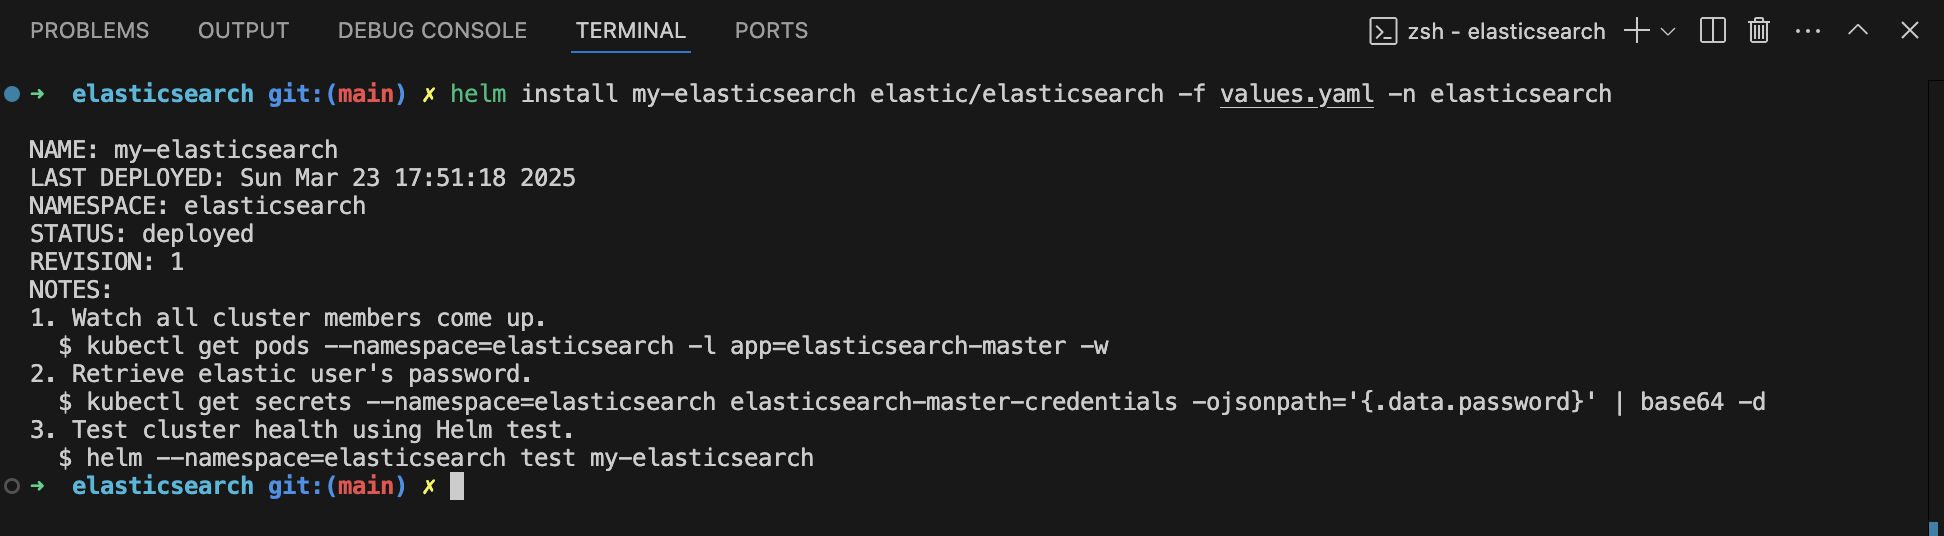 PROBLEMS OUTPUT DEBUG CONSOLE TERMINAL PORTS zsh - elasticsearch
➜ elasticsearch git:(main) ✗ helm install my-elasticsearch elastic/elasticsearch -f values.yaml -n elasticsearch
NAME: my-elasticsearch
LAST DEPLOYED: Sun Mar 23 17:51:18 2025
NAMESPACE: elasticsearch
STATUS: deployed
REVISION: 1
NOTES:
1. Watch all cluster members come up.
$ kubectl get pods --namespace=elasticsearch -l app=elasticsearch-master -w
2. Retrieve elastic user's password.
$ kubectl get secrets --namespace=elasticsearch elasticsearch-master-credentials -ojsonpath='{.data.password}' | base64 -d
3. Test cluster health using Helm test.
$ helm --namespace=elasticsearch test my-elasticsearch
➜ elasticsearch git:(main) ✗